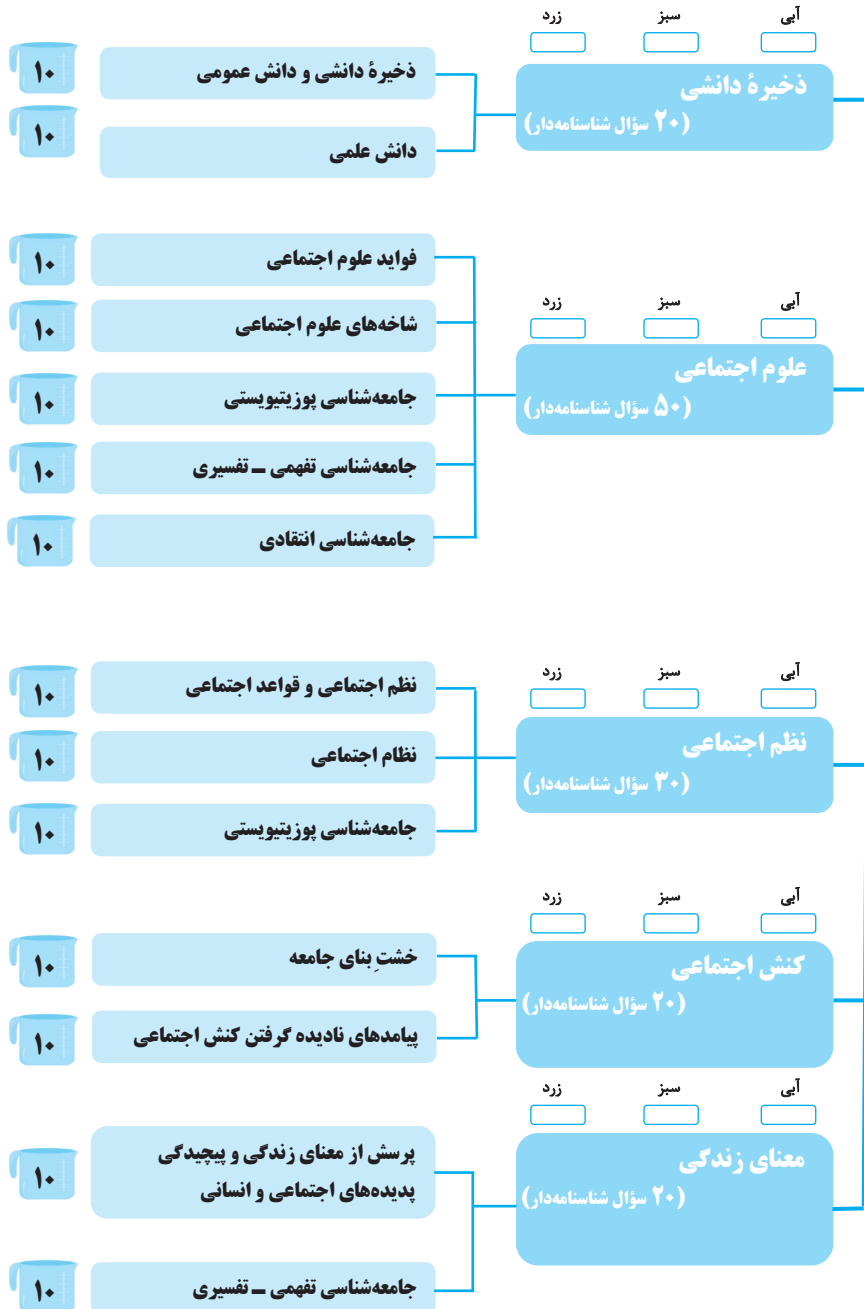 آبی سبز زرد
ذخیرهٔ دانشی
(۲۰ سؤال شناسنامه‌دار)
ذخیرهٔ دانشی و دانش عمومی
۱۰
دانش علمی
۱۰
آبی سبز زرد
علوم اجتماعی
(۵۰ سؤال شناسنامه‌دار)
فواید علوم اجتماعی
۱۰
شاخه‌های علوم اجتماعی
۱۰
جامعه‌شناسی پوزیتیویستی
۱۰
جامعه‌شناسی تفهمی ـ تفسیری
۱۰
جامعه‌شناسی انتقادی
۱۰
آبی سبز زرد
نظم اجتماعی
(۳۰ سؤال شناسنامه‌دار)
نظم اجتماعی و قواعد اجتماعی
۱۰
نظام اجتماعی
۱۰
جامعه‌شناسی پوزیتیویستی
۱۰
آبی سبز زرد
کنش اجتماعی
(۲۰ سؤال شناسنامه‌دار)
خشتِ بنای جامعه
۱۰
پیامدهای نادیده گرفتن کنش اجتماعی
۱۰
آبی سبز زرد
معنای زندگی
(۲۰ سؤال شناسنامه‌دار)
پرسش از معنای زندگی و پیچیدگی
پدیده‌های اجتماعی و انسانی
۱۰
جامعه‌شناسی تفهمی ـ تفسیری
۱۰